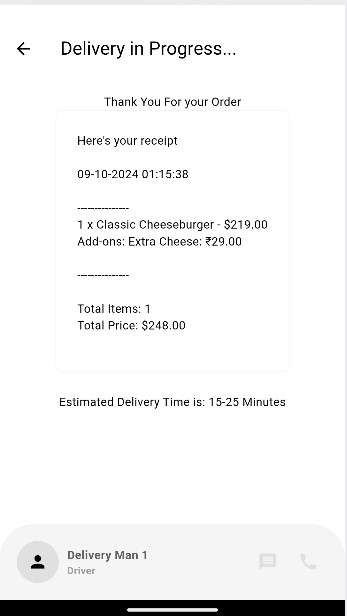 Delivery in Progress...
Thank You For your Order
Here's your receipt
09-10-2024 01:15:38
---------------
1 x Classic Cheeseburger - $219.00
Add-ons: Extra Cheese: ₹29.00
---------------
Total Items: 1
Total Price: $248.00
Estimated Delivery Time is: 15-25 Minutes
Delivery Man 1
Driver